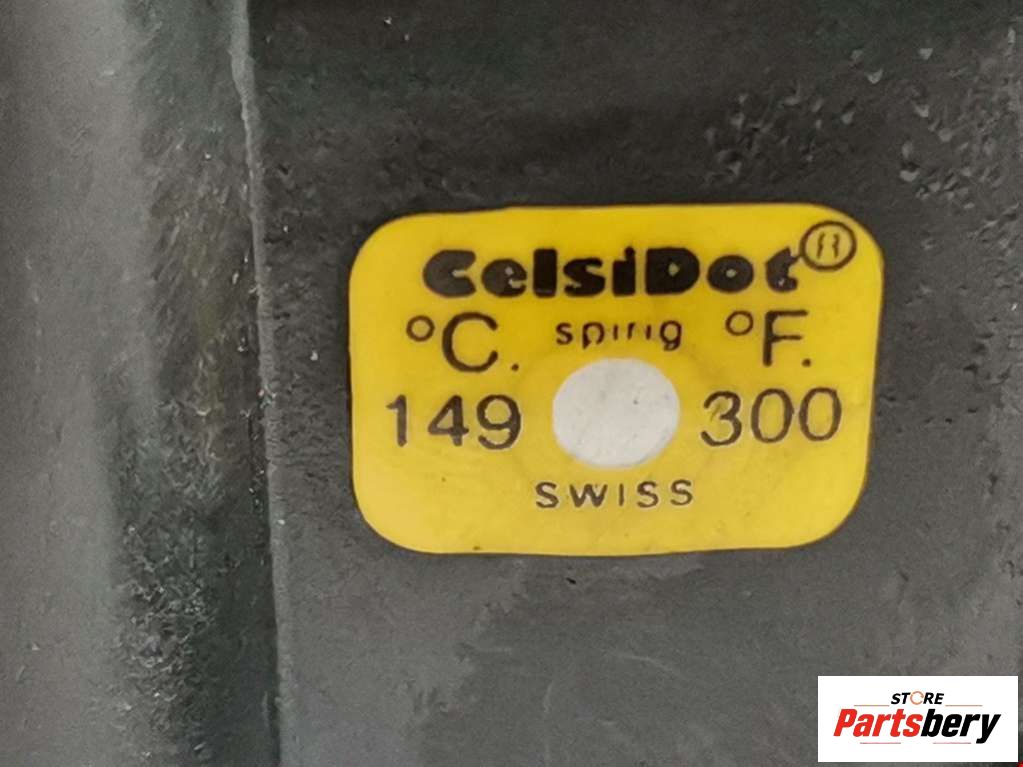 CelsiDot®
°C. spirig °F.
149 300
SWISS
STORE
Partsbery